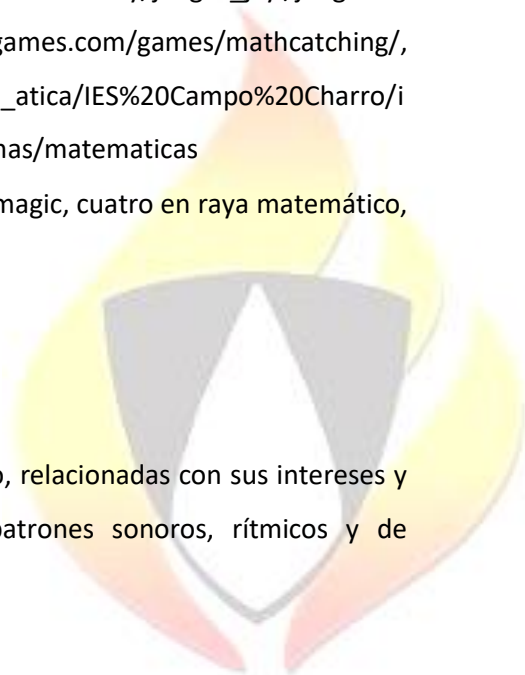 games.com/games/mathcatching/,
_atica/IES%20Campo%20Charro/i
nas/matematicas
magic, cuatro en raya matemático,
o, relacionadas con sus intereses y
patrones sonoros, rítmicos y de